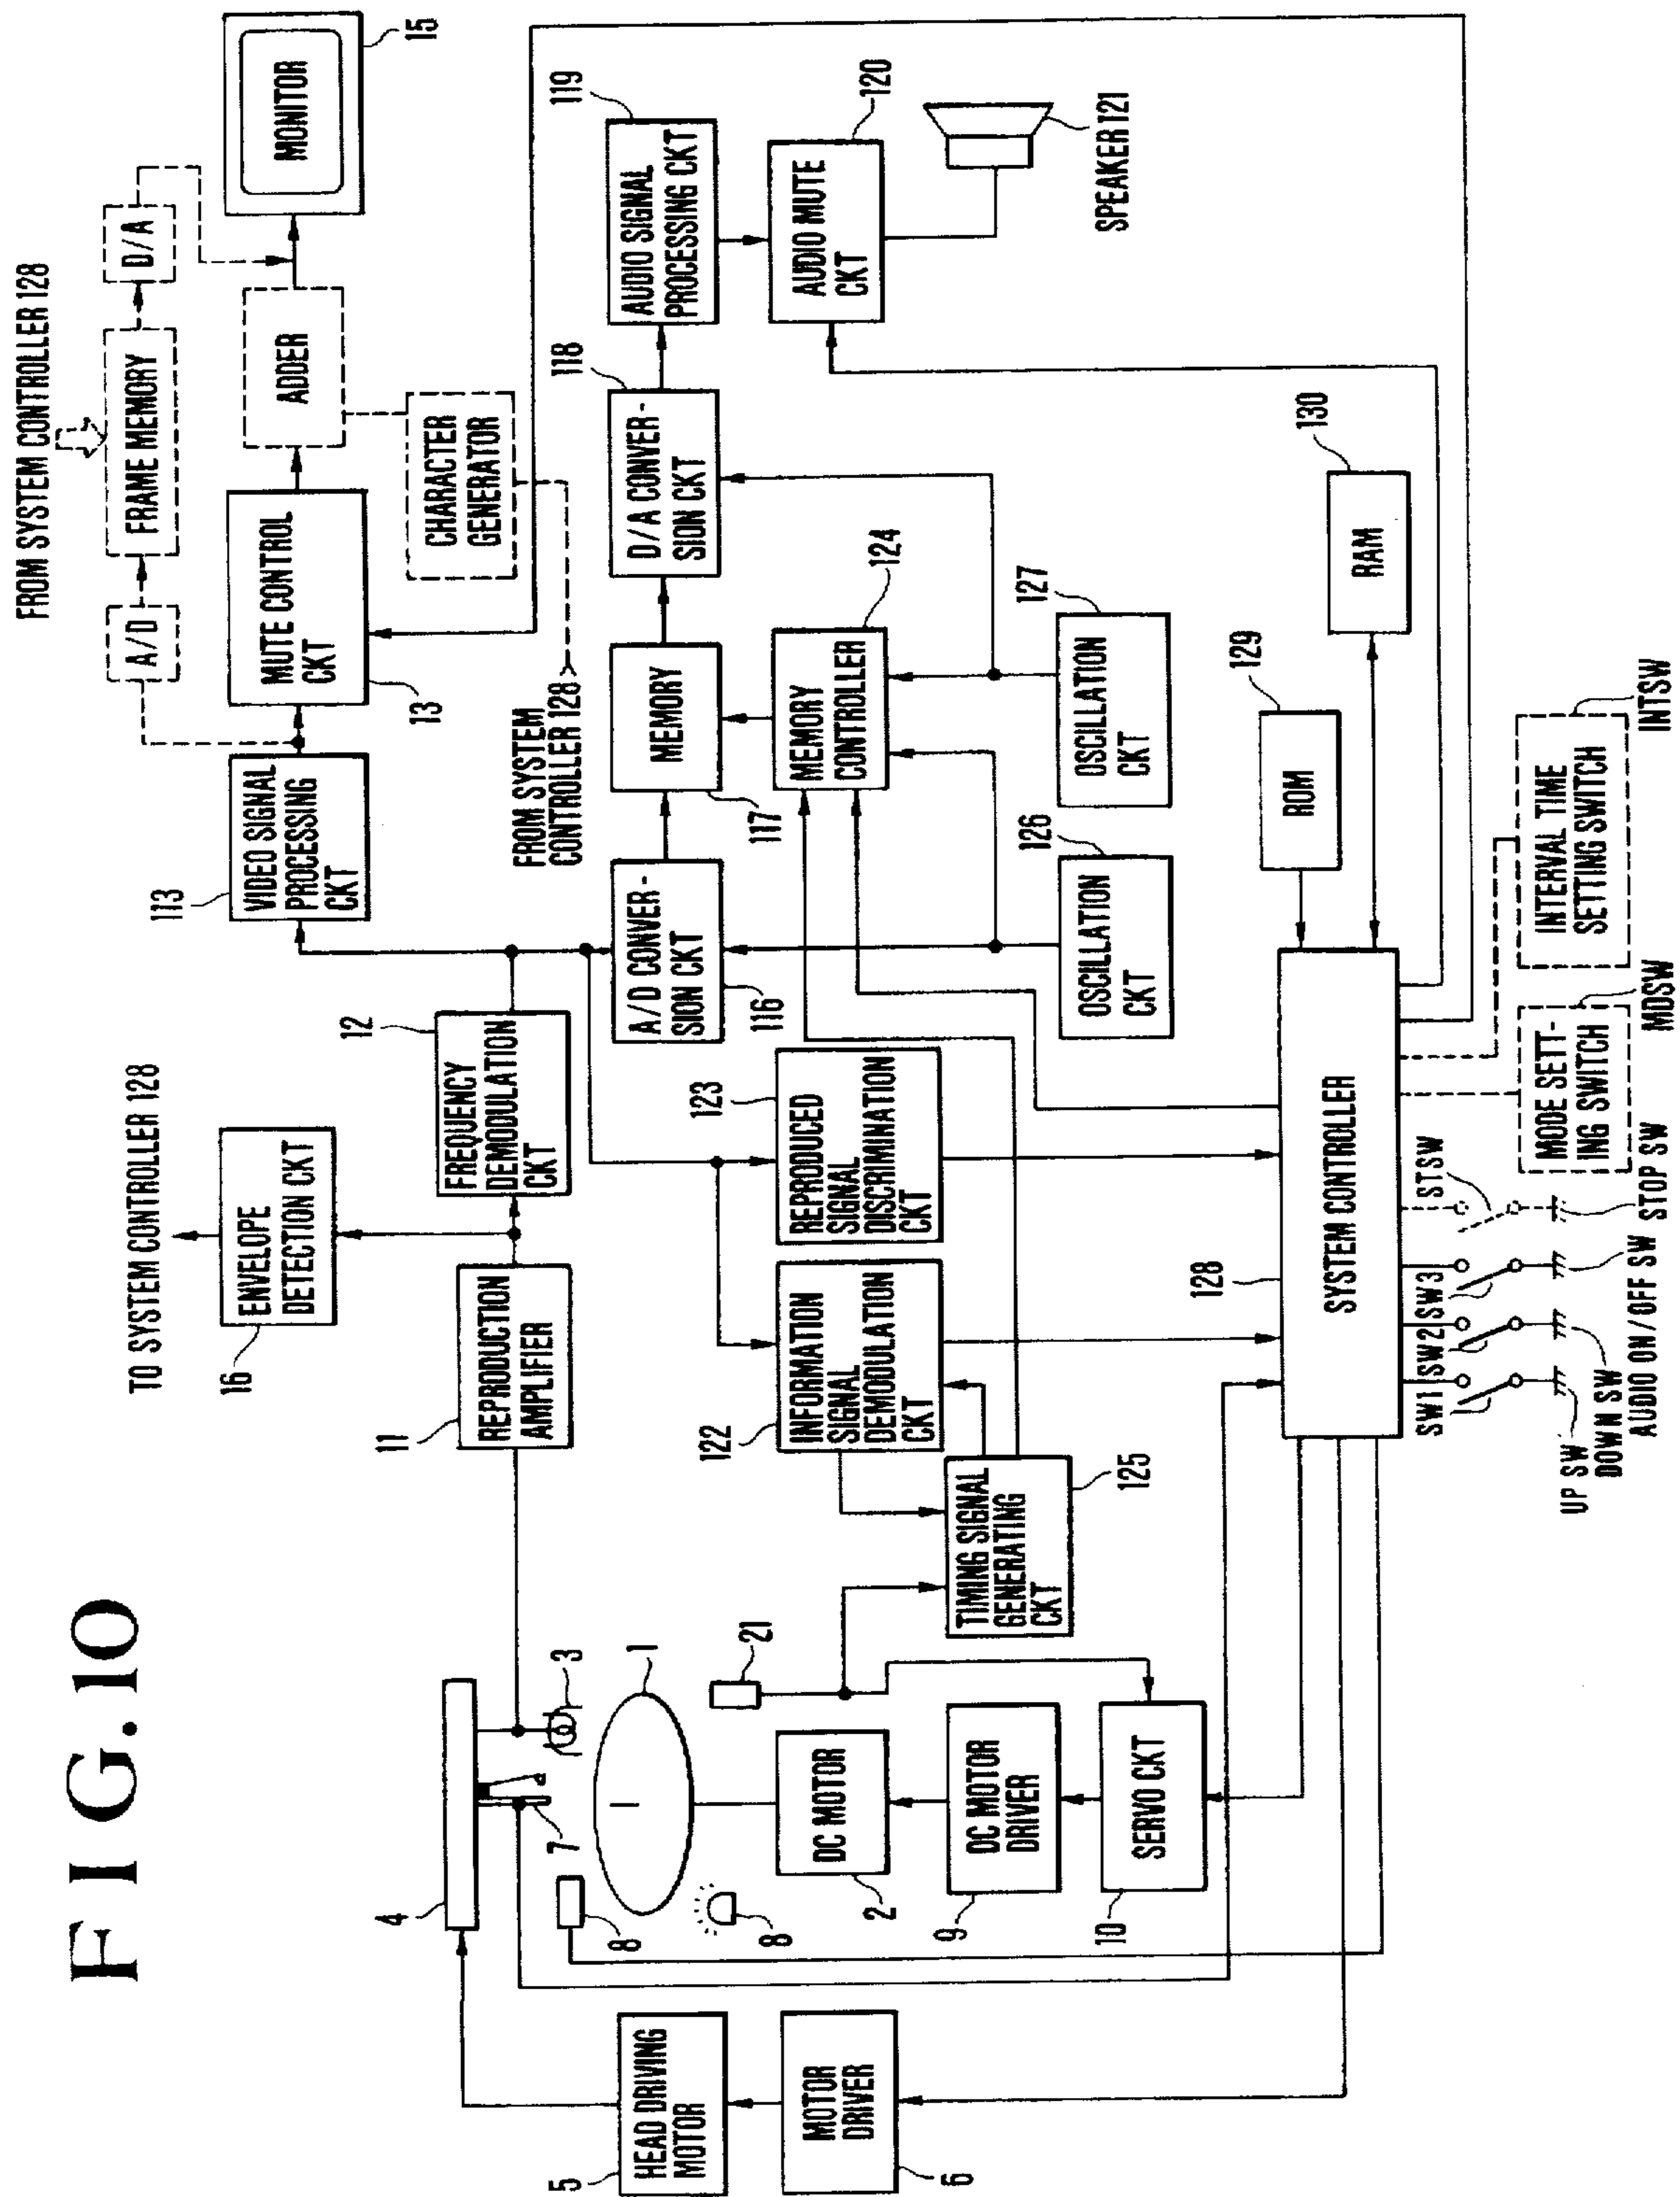 FIG.10
FROM SYSTEM CONTROLLER 128
A/D
FRAME MEMORY
D/A
TO SYSTEM CONTROLLER 128
16
ENVELOPE
DETECTION CKT
113
VIDEO SIGNAL
PROCESSING
CKT
13
MUTE CONTROL
CKT
ADDER
MONITOR
15
CHARACTER
GENERATOR
4
11
REPRODUCTION
AMPLIFIER
12
FREQUENCY
DEMODULATION
CKT
FROM SYSTEM
CONTROLLER 128
5
HEAD DRIVING
MOTOR
7
3
8
1
A/D CONVER-
SION CKT
116
MEMORY
117
D/A CONVER-
SION CKT
118
AUDIO SIGNAL
PROCESSING CKT
119
6
MOTOR
DRIVER
8
21
2
DC MOTOR
122
INFORMATION
SIGNAL
DEMODULATION
CKT
123
REPRODUCED
SIGNAL
DISCRIMINATION
CKT
MEMORY
CONTROLLER
124
AUDIO MUTE
CKT
120
SPEAKER 121
9
DC MOTOR
DRIVER
TIMING SIGNAL
GENERATING
CKT
125
126
OSCILLATION
CKT
127
OSCILLATION
CKT
10
SERVO CKT
128
SYSTEM CONTROLLER
129
ROM
130
RAM
SW1
SW2
SW3
STSW
MODE SETT-
ING SWITCH
MDSW
INTERVAL TIME
SETTING SWITCH
INTSW
UP SW
DOWN SW
AUDIO ON/OFF SW
STOP SW